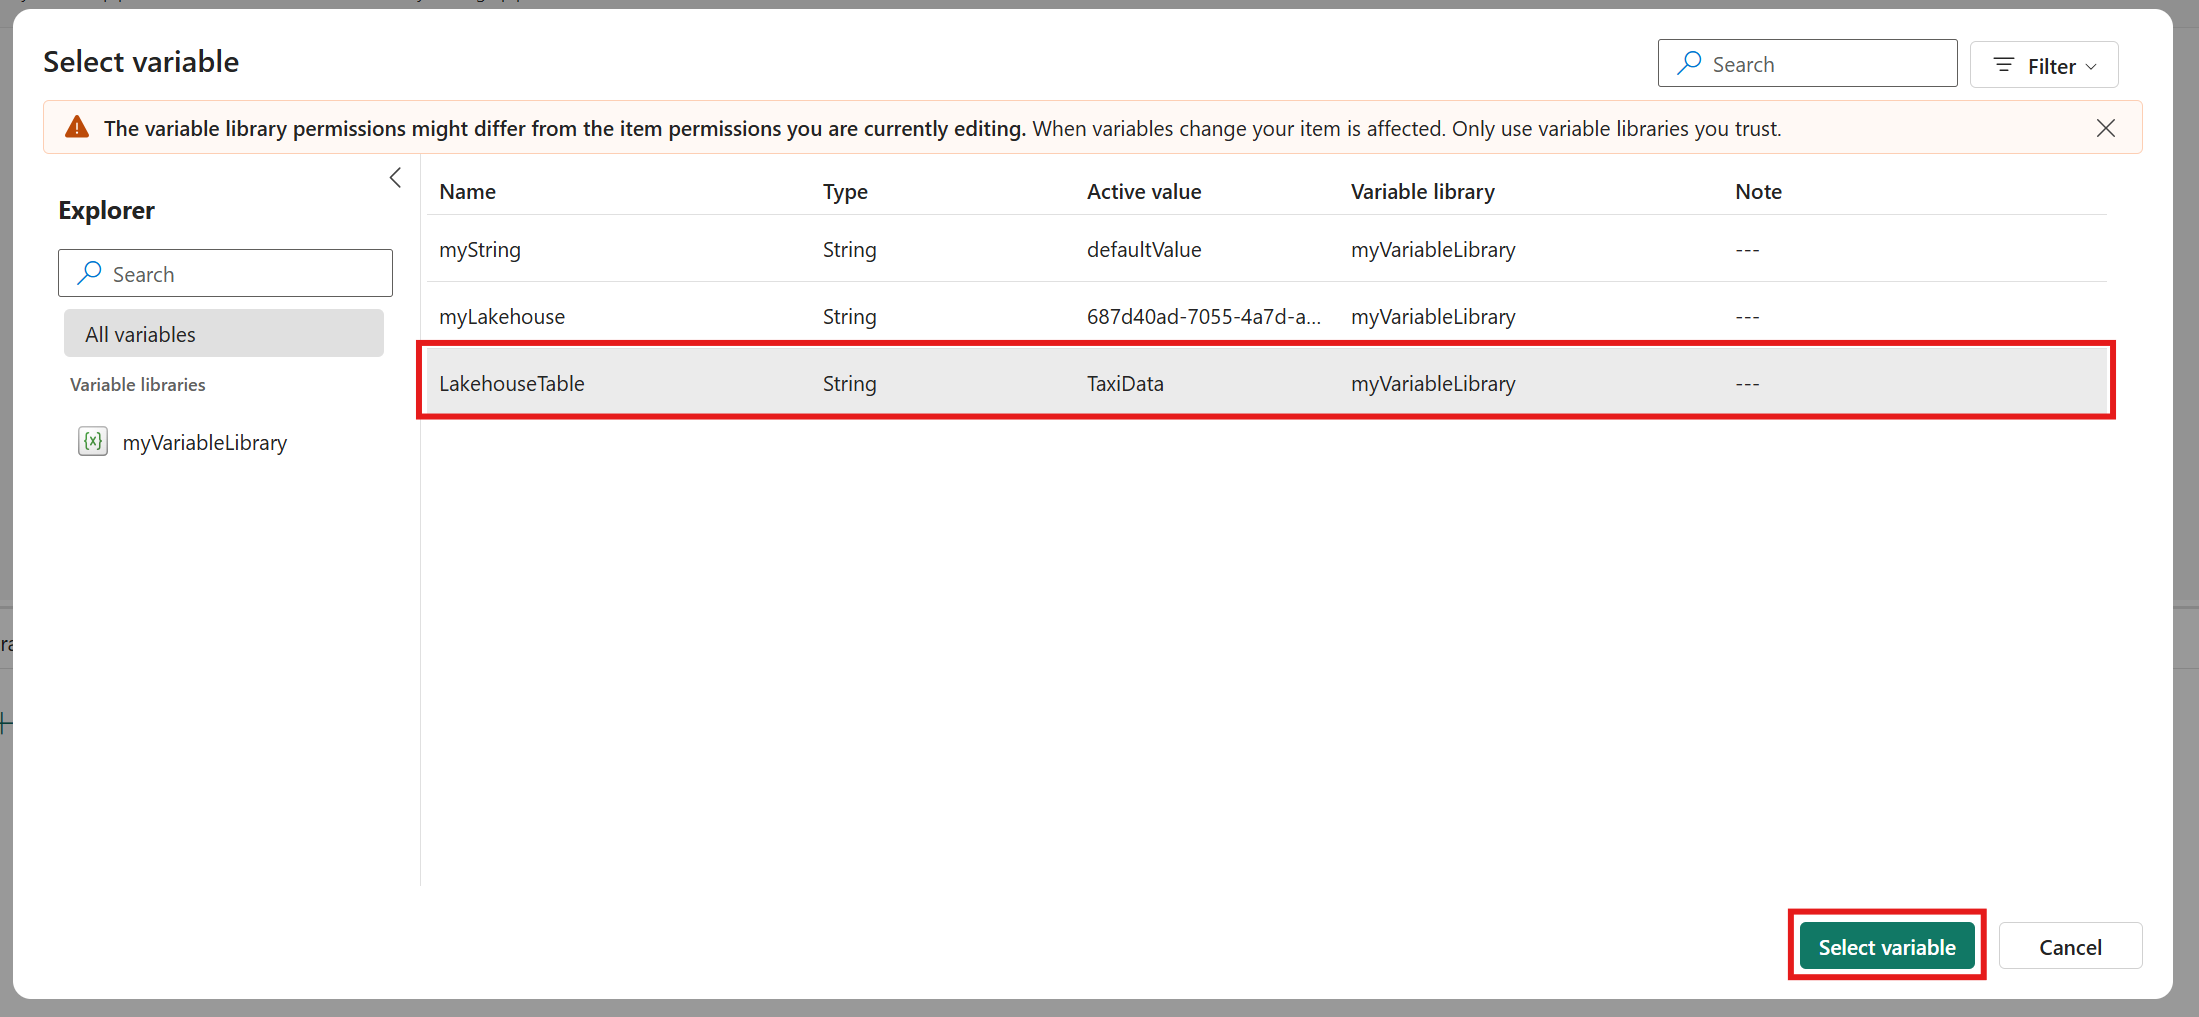 Select variable
Search
Filter
The variable library permissions might differ from the item permissions you are currently editing. When variables change your item is affected. Only use variable libraries you trust.
Explorer
Search
All variables
Variable libraries
{x} myVariableLibrary
Name Type Active value Variable library Note
myString String defaultValue myVariableLibrary ---
myLakehouse String 687d40ad-7055-4a7d-a... myVariableLibrary ---
LakehouseTable String TaxiData myVariableLibrary ---
Select variable Cancel